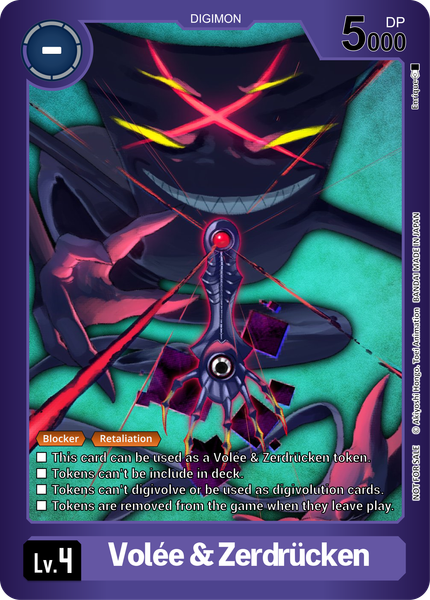 DIGIMON
-
DP
5000
Enrique
Blocker Retaliation
This card can be used as a Volée & Zerdrücken token.
Tokens can't be include in deck.
Tokens can't digivolve or be used as digivolution cards.
Tokens are removed from the game when they leave play.
NOT FOR SALE © Akiyoshi Hongo, Toei Animation BANDAI MADE IN JAPAN
Lv.4
Volée & Zerdrücken